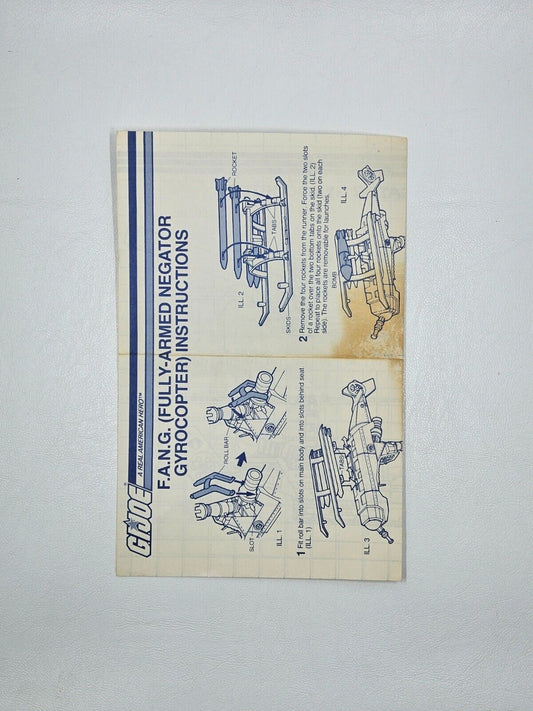 G.I. JOE
A REAL AMERICAN HERO™
F.A.N.G. (FULLY-ARMED NEGATOR
GYROCOPTER) INSTRUCTIONS
SLOT
ROLL BAR
ILL. 1
1 Fit roll bar into slots on main body and into slots behind seat
(ILL. 1)
TABS
ILL. 3
ILL. 2
ROCKET
TABS
SKIDS
2 Remove the four rockets from the runner. Force the two slots
of a rocket over the two bottom tabs on the skid. (ILL. 2)
Repeat to place all four rockets onto the skid (two on each
side). The rockets are removable for launches.
BOMB
ILL. 4